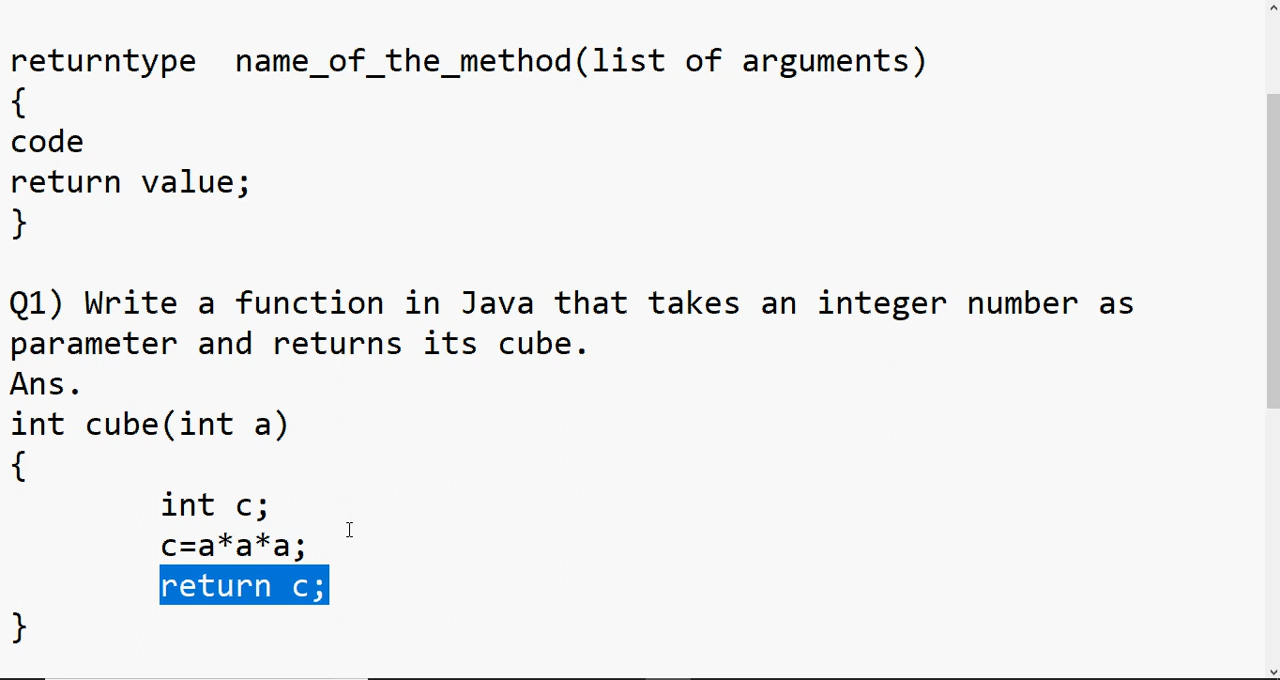 returntype  name_of_the_method(list of arguments)
{
code
return value;
}
Q1) Write a function in Java that takes an integer number as
parameter and returns its cube.
Ans.
int cube(int a)
{
        int c;
        c=a*a*a;
        return c;
}